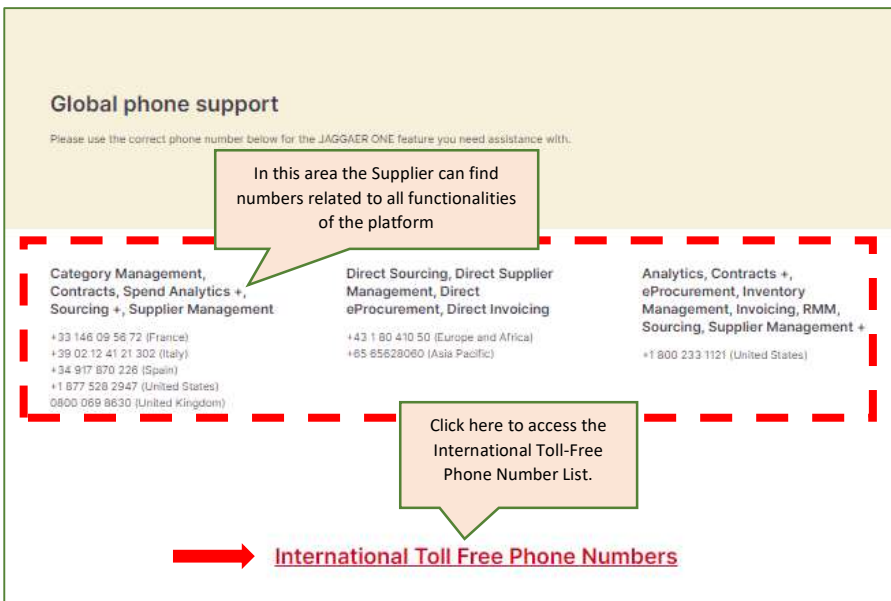 Global phone support
Please use the correct phone number below for the JAGGAER ONE feature you need assistance with.
In this area the Supplier can find
numbers related to all functionalities
of the platform
Category Management,
Contracts, Spend Analytics +,
Sourcing +, Supplier Management
+33 146 09 56 72 (France)
+39 02 12 41 21 302 (Italy)
+34 917 870 226 (Spain)
+1 877 528 2947 (United States)
0800 069 8630 (United Kingdom)
Direct Sourcing, Direct Supplier
Management, Direct
eProcurement, Direct Invoicing
+43 1 80 410 50 (Europe and Africa)
+65 65628060 (Asia Pacific)
Analytics, Contracts +,
eProcurement, Inventory
Management, Invoicing, RMM,
Sourcing, Supplier Management +
+1 800 233 1121 (United States)
Click here to access the
International Toll-Free
Phone Number List.
International Toll Free Phone Numbers